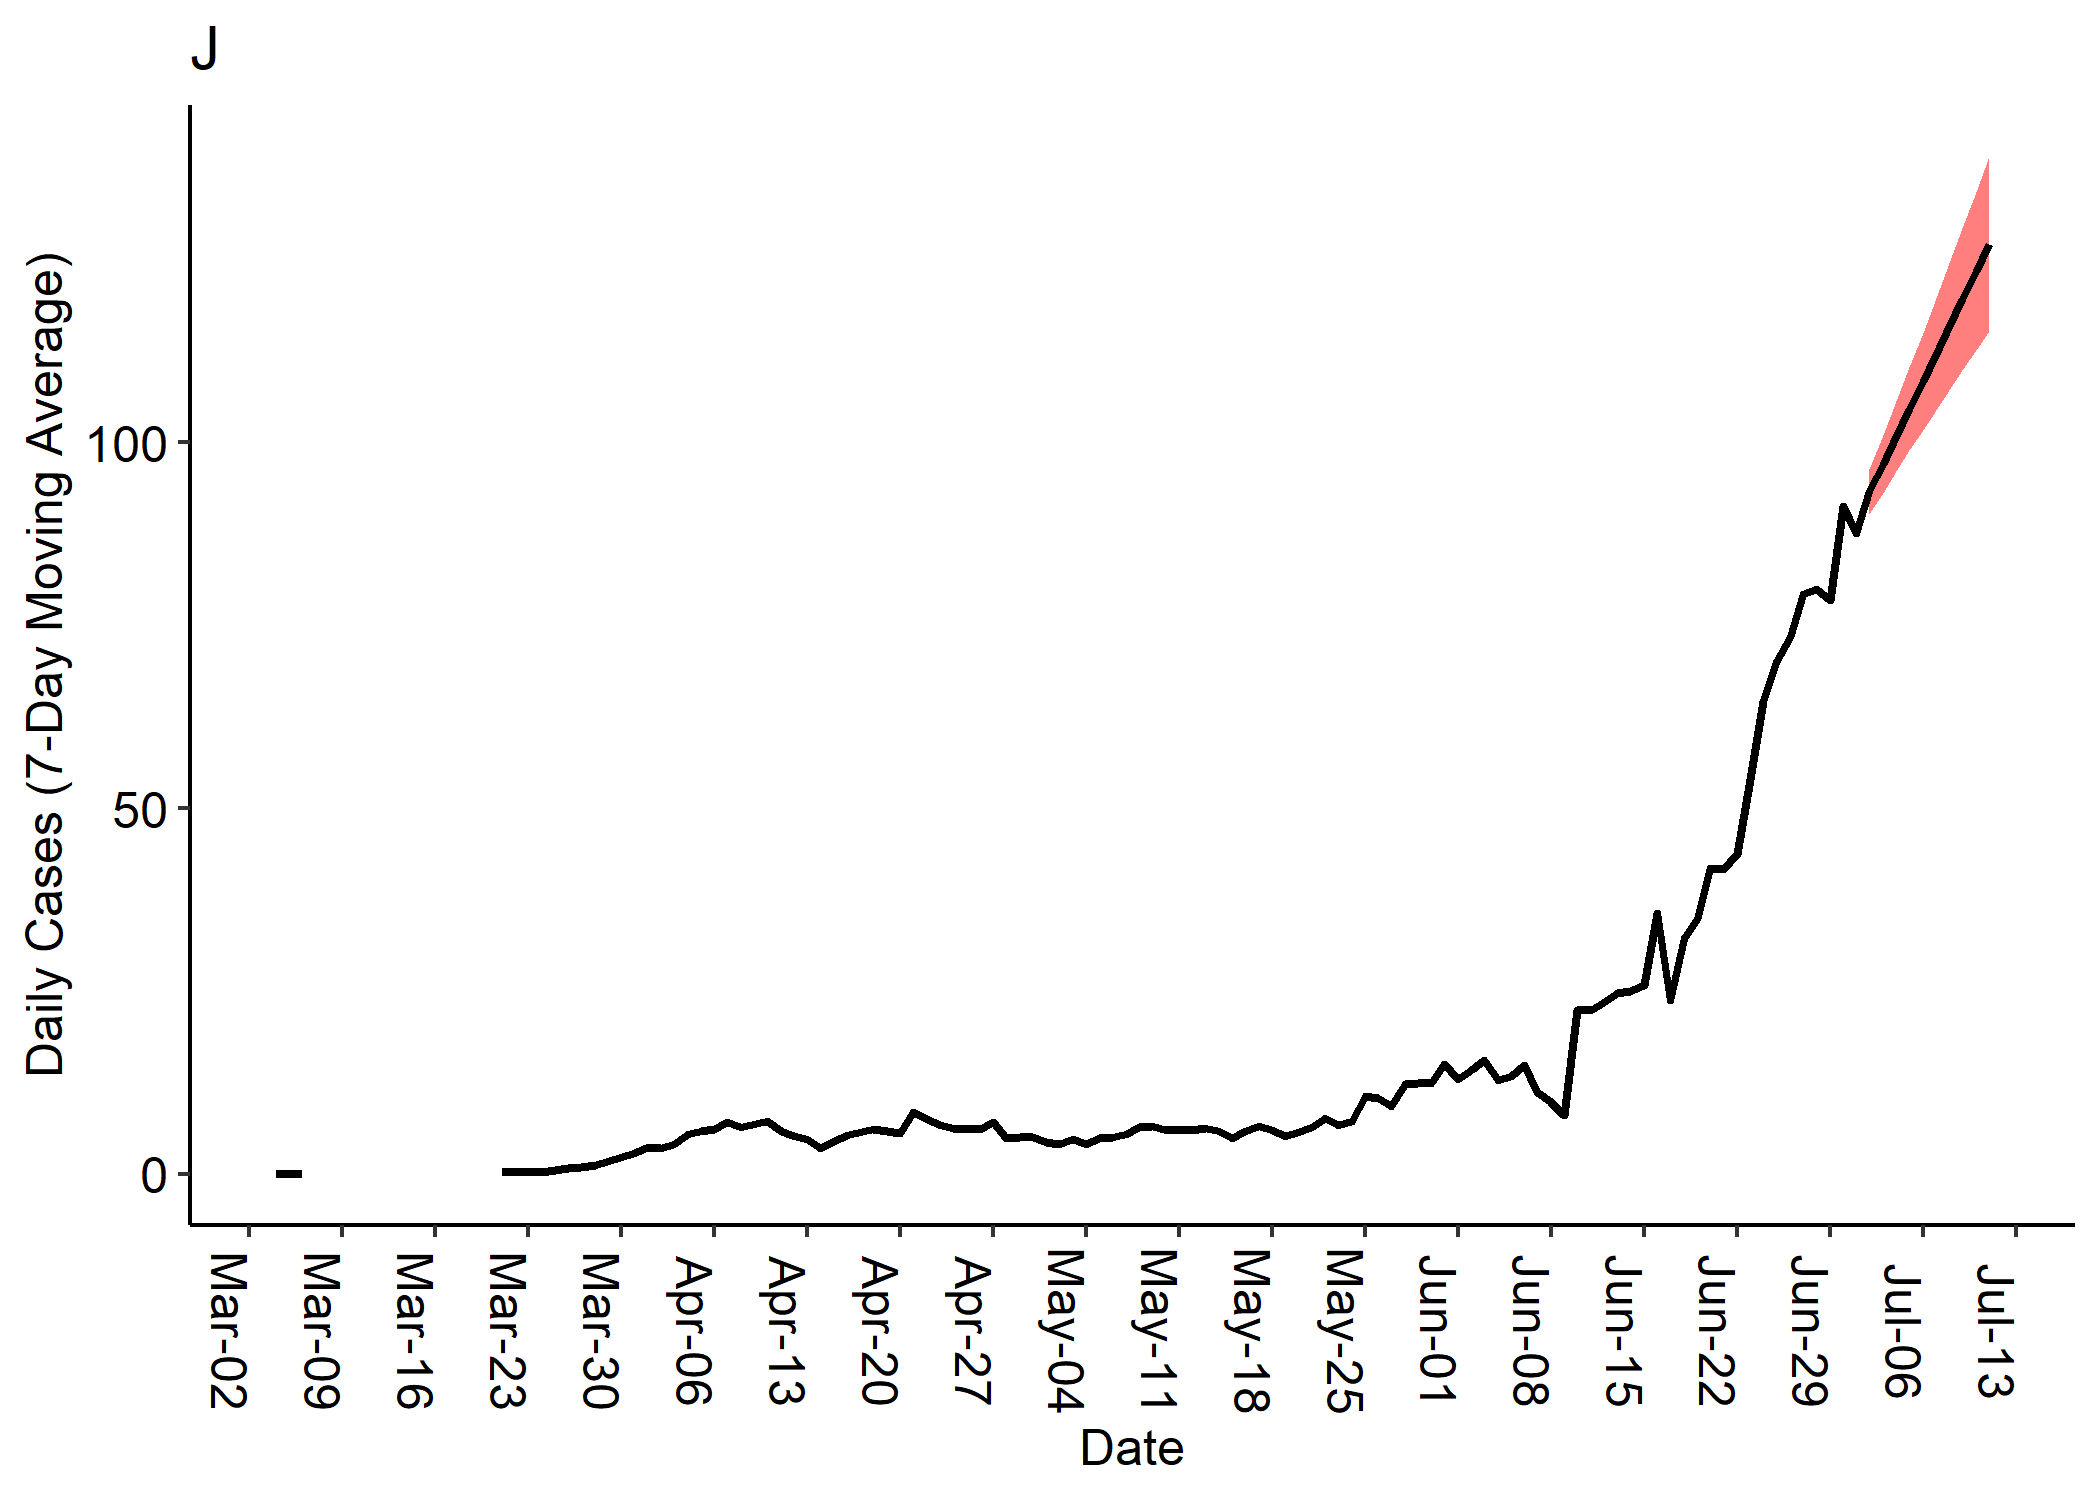 J
Daily Cases (7-Day Moving Average)
100
50
0
Mar-02
Mar-09
Mar-16
Mar-23
Mar-30
Apr-06
Apr-13
Apr-20
Apr-27
May-04
May-11
May-18
May-25
Jun-01
Jun-08
Jun-15
Jun-22
Jun-29
Jul-06
Jul-13
Date